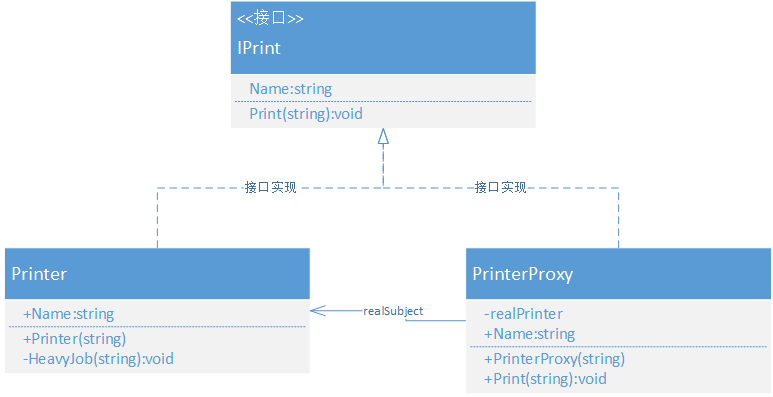 <<接口>>
IPrint
Name:string
Print(string):void
接口实现
接口实现
Printer
+Name:string
+Printer(string)
-HeavyJob(string):void
realSubject
PrinterProxy
-realPrinter
+Name:string
+PrinterProxy(string)
+Print(string):void